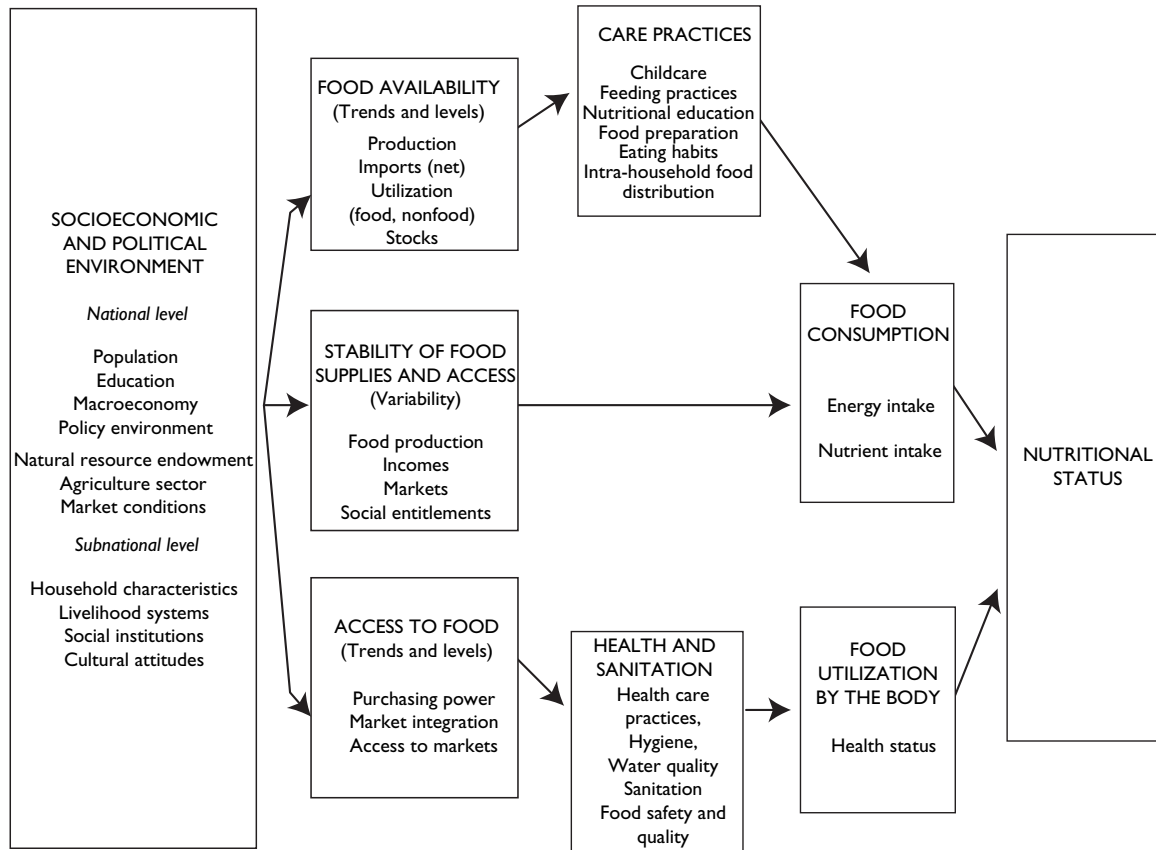 SOCIOECONOMIC
AND POLITICAL
ENVIRONMENT
National level
Population
Education
Macroeconomy
Policy environment
Natural resource endowment
Agriculture sector
Market conditions
Subnational level
Household characteristics
Livelihood systems
Social institutions
Cultural attitudes
FOOD AVAILABILITY
(Trends and levels)
Production
Imports (net)
Utilization
(food, nonfood)
Stocks
STABILITY OF FOOD
SUPPLIES AND ACCESS
(Variability)
Food production
Incomes
Markets
Social entitlements
ACCESS TO FOOD
(Trends and levels)
Purchasing power
Market integration
Access to markets
CARE PRACTICES
Childcare
Feeding practices
Nutritional education
Food preparation
Eating habits
Intra-household food
distribution
HEALTH AND
SANITATION
Health care
practices,
Hygiene,
Water quality
Sanitation
Food safety and
quality
FOOD
CONSUMPTION
Energy intake
Nutrient intake
FOOD
UTILIZATION
BY THE BODY
Health status
NUTRITIONAL
STATUS